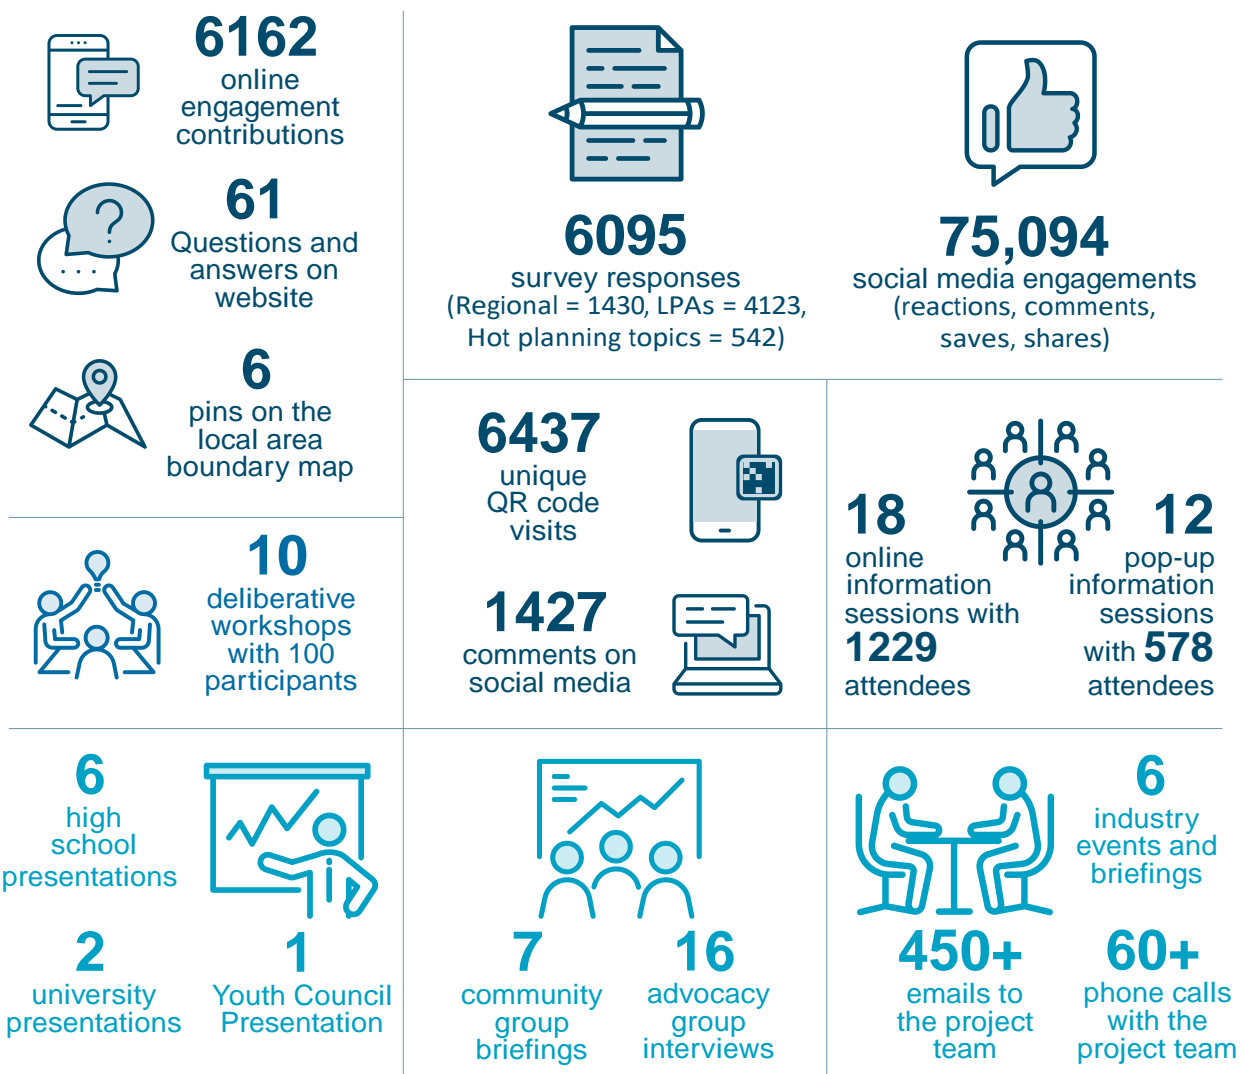 6162
online
engagement
contributions
61
Questions and
answers on
website
6
pins on the
local area
boundary map
6095
survey responses
(Regional = 1430, LPAs = 4123,
Hot planning topics = 542)
75,094
social media engagements
(reactions, comments,
saves, shares)
10
deliberative
workshops
with 100
participants
6437
unique
QR code
visits
1427
comments on
social media
18
online
information
sessions with
1229
attendees
12
pop-up
information
sessions
with 578
attendees
6
high
school
presentations
2
university
presentations
1
Youth Council
Presentation
7
community
group
briefings
16
advocacy
group
interviews
6
industry
events and
briefings
450+
emails to
the project
team
60+
phone calls
with the
project team